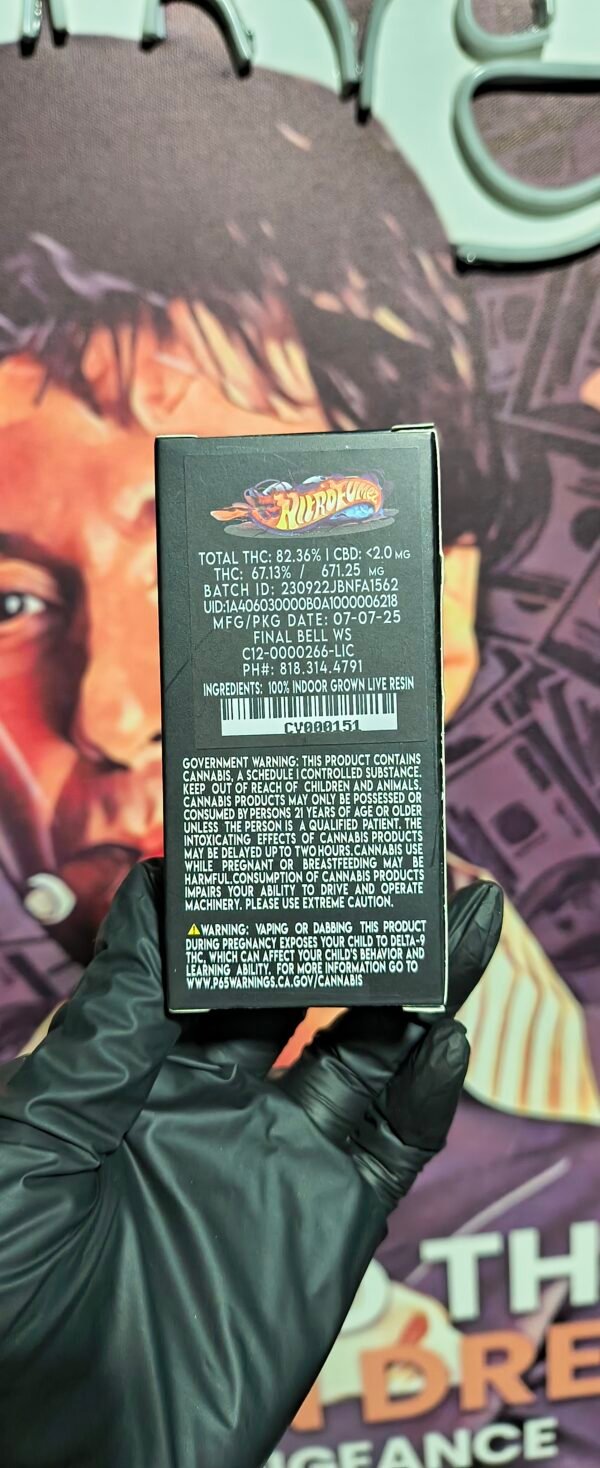 HITROFUMEZ
TOTAL THC: 82.36% | CBD: <2.0 MG
THC: 67.13% / 671.25 MG
BATCH ID: 230922JBNFA1562
UID:1A406030000B0A1000006218
MFG/PKG DATE: 07-07-25
FINAL BELL WS
C12-0000266-LIC
PH#: 818.314.4791
INGREDIENTS: 100% INDOOR GROWN LIVE RESIN
CV000151
GOVERNMENT WARNING: THIS PRODUCT CONTAINS
CANNABIS, A SCHEDULE I CONTROLLED SUBSTANCE.
KEEP OUT OF REACH OF CHILDREN AND ANIMALS.
CANNABIS PRODUCTS MAY ONLY BE POSSESSED OR
CONSUMED BY PERSONS 21 YEARS OF AGE OR OLDER
UNLESS THE PERSON IS A QUALIFIED PATIENT. THE
INTOXICATING EFFECTS OF CANNABIS PRODUCTS
MAY BE DELAYED UP TO TWO HOURS. CANNABIS USE
WHILE PREGNANT OR BREASTFEEDING MAY BE
HARMFUL. CONSUMPTION OF CANNABIS PRODUCTS
IMPAIRS YOUR ABILITY TO DRIVE AND OPERATE
MACHINERY. PLEASE USE EXTREME CAUTION.
WARNING: VAPING OR DABBING THIS PRODUCT
DURING PREGNANCY EXPOSES YOUR CHILD TO DELTA-9
THC, WHICH CAN AFFECT YOUR CHILD'S BEHAVIOR AND
LEARNING ABILITY. FOR MORE INFORMATION GO TO
WWW.P65WARNINGS.CA.GOV/CANNABIS
TH
DRE
GEANCE